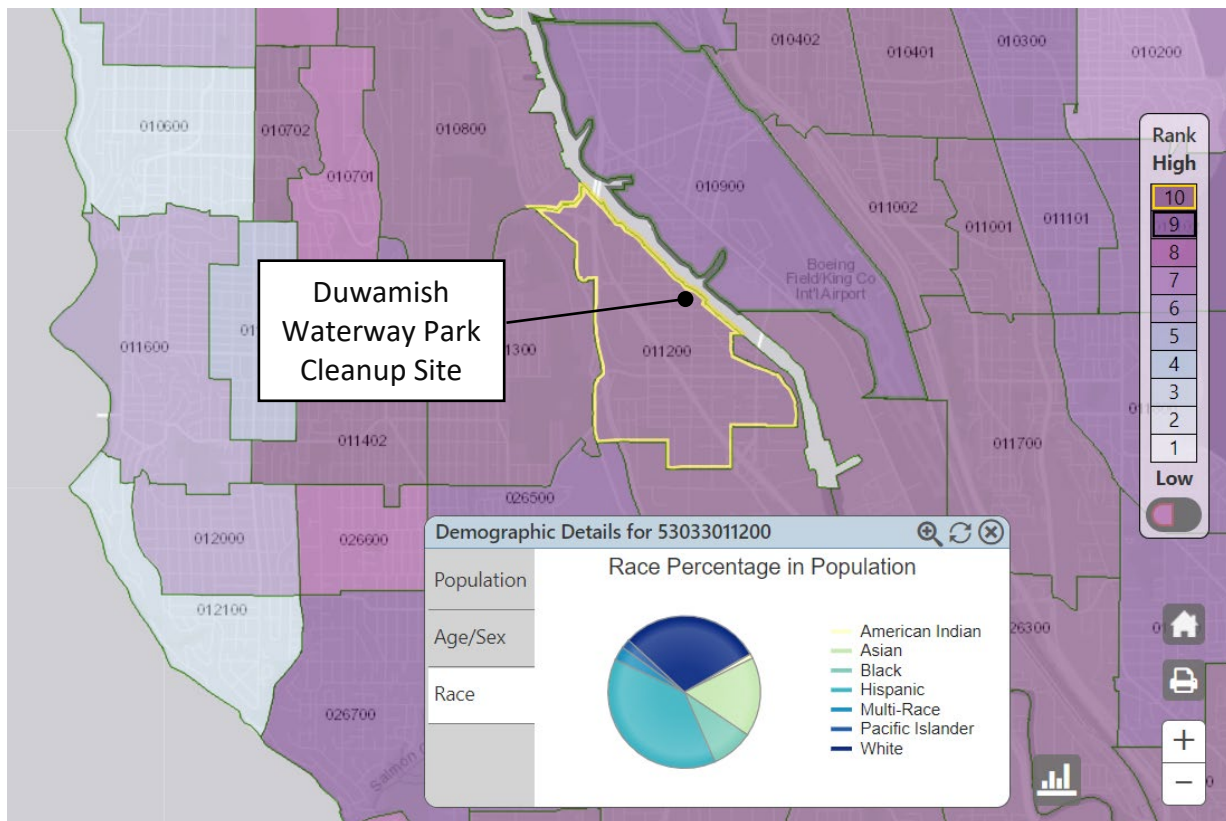 010402
010401
010300
010200
010600
010702
010800
010701
010900
011002
011001
011101
Boeing
Field/King Co
Int'l Airport
Duwamish
Waterway Park
Cleanup Site
011600
011200
011402
011700
026500
012000
026600
012100
026700
Salmon
Rank
High
10
9
8
7
6
5
4
3
2
1
Low
Demographic Details for 53033011200
Population
Age/Sex
Race
Race Percentage in Population
American Indian
Asian
Black
Hispanic
Multi-Race
Pacific Islander
White
+
−